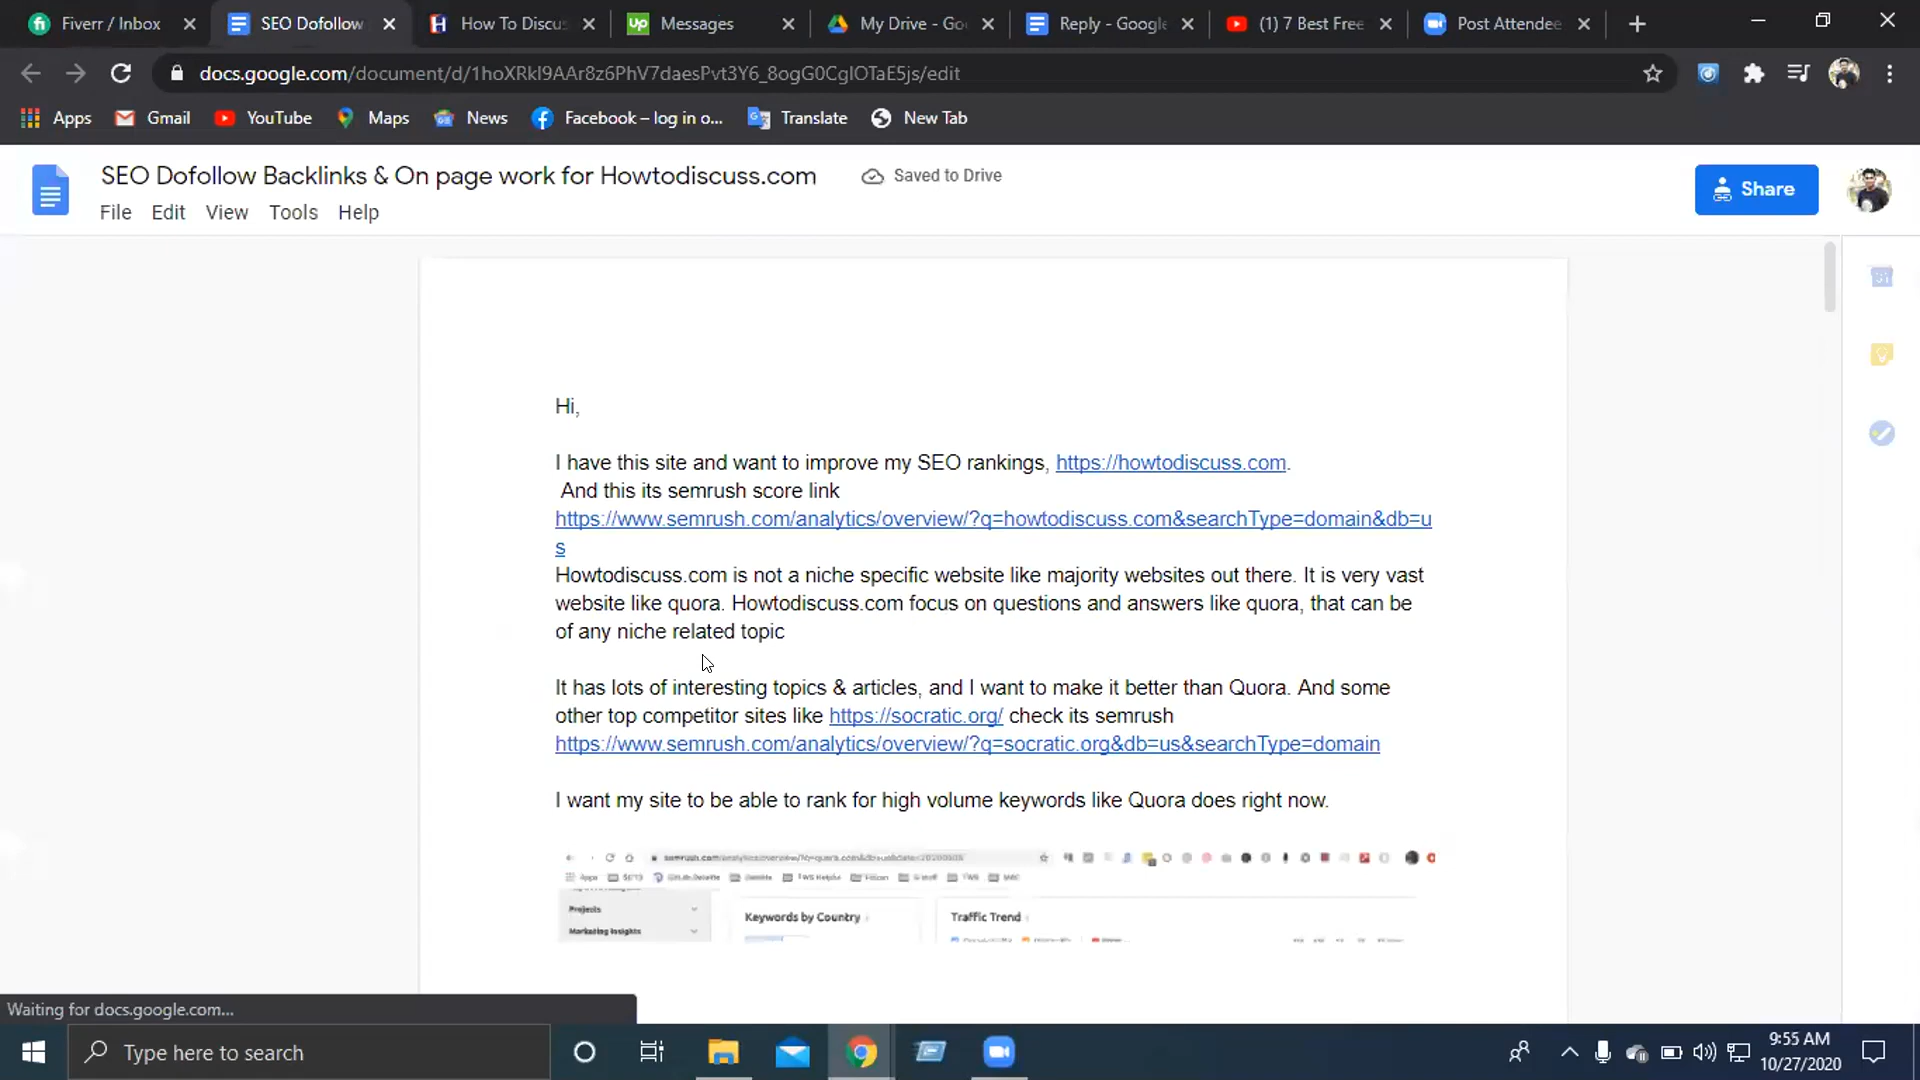 Fiverr / Inbox
SEO Dofollow
How To Discu
up Messages
My Drive - Go
Reply - Google
(1) 7 Best Free
Post Attendee
docs.google.com/document/d/1hoXRkl9AAr8z6PhV7daesPvt3Y6_8ogG0CglOTaE5js/edit
Apps
Gmail
YouTube
Maps
News
Facebook – log in o...
Translate
New Tab
SEO Dofollow Backlinks & On page work for Howtodiscuss.com
Saved to Drive
Share
File Edit View Tools Help
Hi,
I have this site and want to improve my SEO rankings, https://howtodiscuss.com.
And this its semrush score link
https://www.semrush.com/analytics/overview/?q=howtodiscuss.com&searchType=domain&db=u
s
Howtodiscuss.com is not a niche specific website like majority websites out there. It is very vast
website like quora. Howtodiscuss.com focus on questions and answers like quora, that can be
of any niche related topic
It has lots of interesting topics & articles, and I want to make it better than Quora. And some
other top competitor sites like https://socratic.org/ check its semrush
https://www.semrush.com/analytics/overview/?q=socratic.org&db=us&searchType=domain
I want my site to be able to rank for high volume keywords like Quora does right now.
Apps
Projects
Keywords by Country
Traffic Trend
Marketing Insights
Waiting for docs.google.com...
Type here to search
9:55 AM
10/27/2020